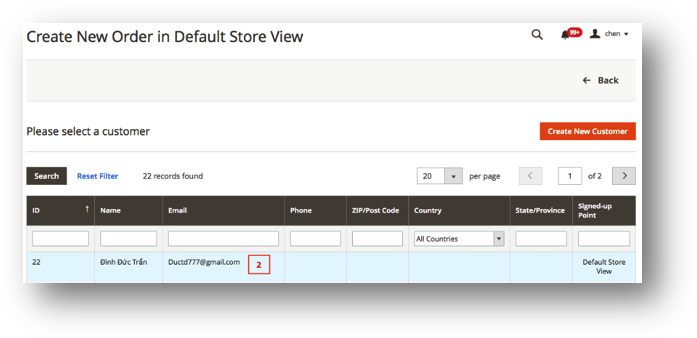 Create New Order in Default Store View
99+
chen
Back
Please select a customer
Create New Customer
Search Reset Filter 22 records found 20 per page 1 of 2
ID Name Email Phone ZIP/Post Code Country State/Province Signed-up Point
All Countries
22 Đình Đức Trần Ductd777@gmail.com 2 Default Store View